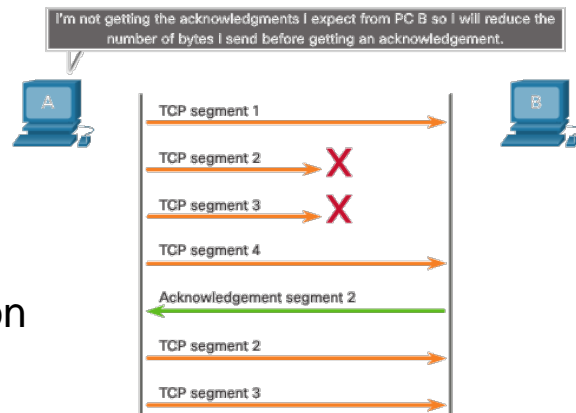 I'm not getting the acknowledgments I expect from PC B so I will reduce the
number of bytes I send before getting an acknowledgement.
A
B
TCP segment 1
TCP segment 2
X
TCP segment 3
X
TCP segment 4
Acknowledgement segment 2
on
TCP segment 2
TCP segment 3